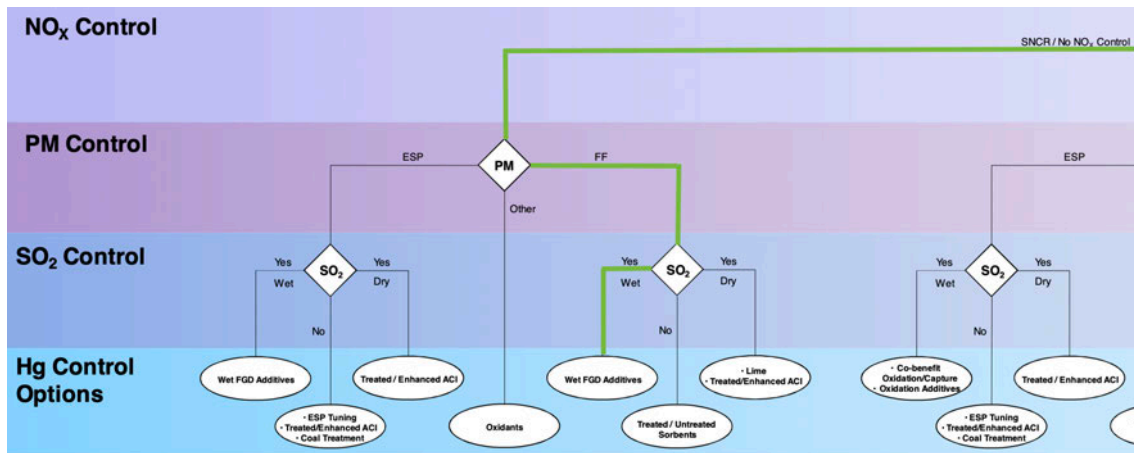 NOₓ Control
SNCR / No NOₓ Control
PM Control
ESP
PM
FF
ESP
Other
SO₂ Control
Yes
Wet
SO₂
Yes
Dry
No
Yes
Wet
SO₂
Yes
Dry
No
Yes
Wet
SO₂
Yes
Dry
No
Hg Control
Options
Wet FGD Additives
Treated / Enhanced ACI
Wet FGD Additives
· Lime
· Treated/Enhanced ACI
· Co-benefit
Oxidation/Capture
· Oxidation Additives
Treated / Enhanced ACI
· ESP Tuning
· Treated/Enhanced ACI
· Coal Treatment
Oxidants
Treated / Untreated
Sorbents
· ESP Tuning
· Treated/Enhanced ACI
· Coal Treatment